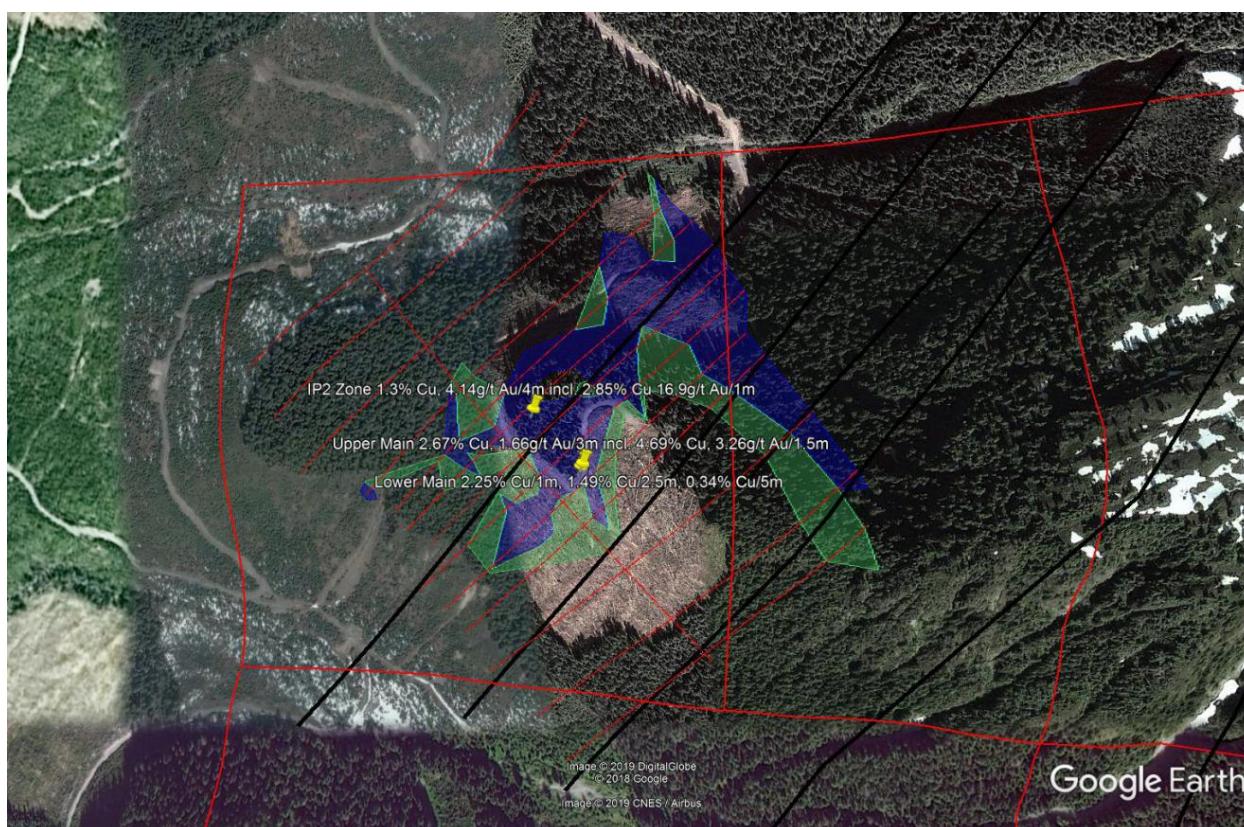 IP2 Zone 1.3% Cu, 4.14g/t Au/4m incl. 2.85% Cu 16.9g/t Au/1m
Upper Main 2.67% Cu, 1.66g/t Au/3m incl. 4.69% Cu, 3.26g/t Au/1.5m
Lower Main 2.25% Cu/1m, 1.49% Cu/2.5m, 0.34% Cu/5m
Image © 2019 DigitalGlobe
© 2018 Google
Image © 2019 CNES / Airbus
Google Earth